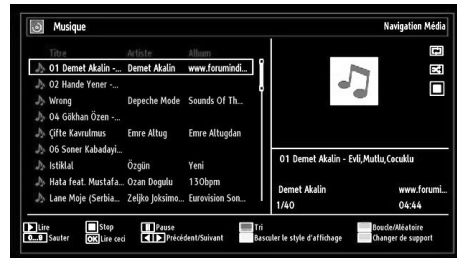 Musique
Navigation Média
Titre Artiste Album
01 Demet Akalin -... Demet Akalin www.forumindi...
02 Hande Yener -...
Wrong Depeche Mode Sounds Of Th...
04 Gökhan Özen -...
Çifte Kavrulmus Emre Altug Emre Altugdan
06 Soner Kabadayi...
Istiklal Özgün Yeni
Hata feat. Mustafa... Ozan Dogulu 130bpm
Lane Moje (Serbia... Zeljko Joksimo... Eurovision Son...
01 Demet Akalin - Evli,Mutlu,Cocuklu
Demet Akalin www.forumi...
1/40 04:44
Lire Stop Pause Tri Boucle/Aléatoire
0...9 Sauter OK Lire ceci Précédent/Suivant Basculer le style d'affichage Changer de support